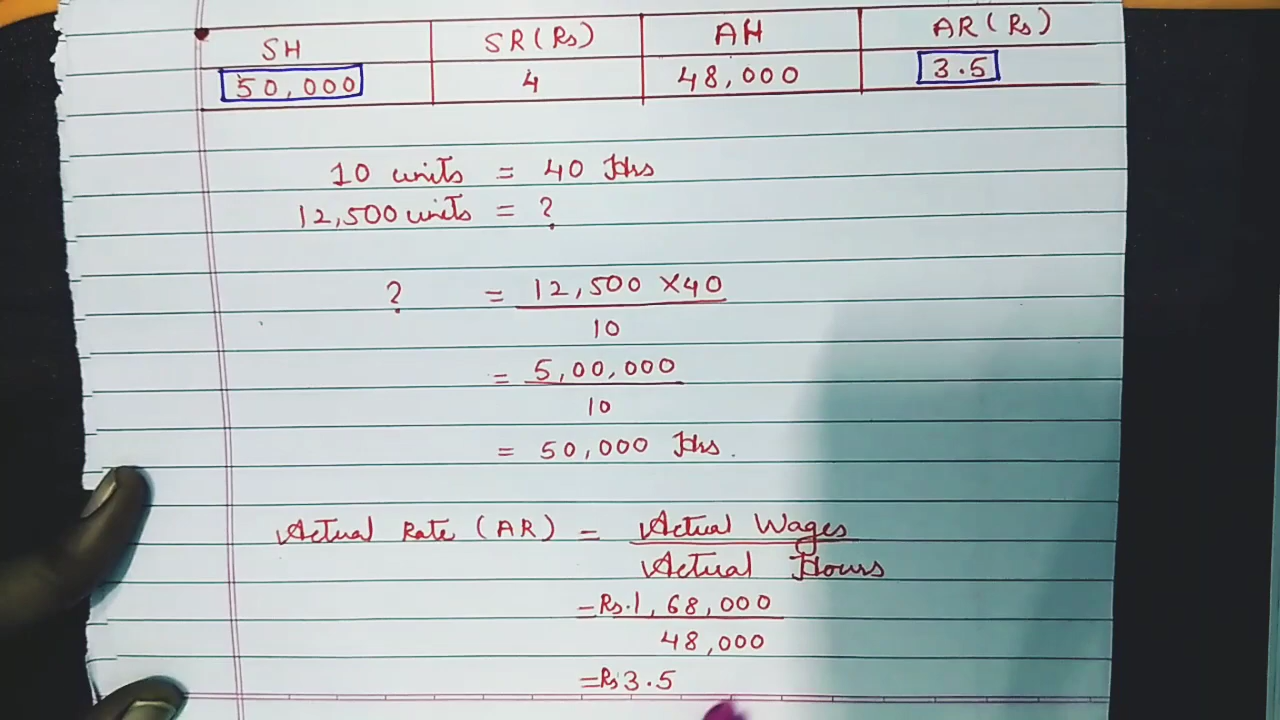 SH SR(Rs) AH AR(Rs)
50,000 4 48,000 3.5
10 units = 40 Hrs
12,500 units = ?
? = 12,500 X40
10
= 5,00,000
10
= 50,000 Hrs.
Actual Rate (AR) = Actual Wages
Actual Hours
=Rs.1,68,000
48,000
=Rs 3.5